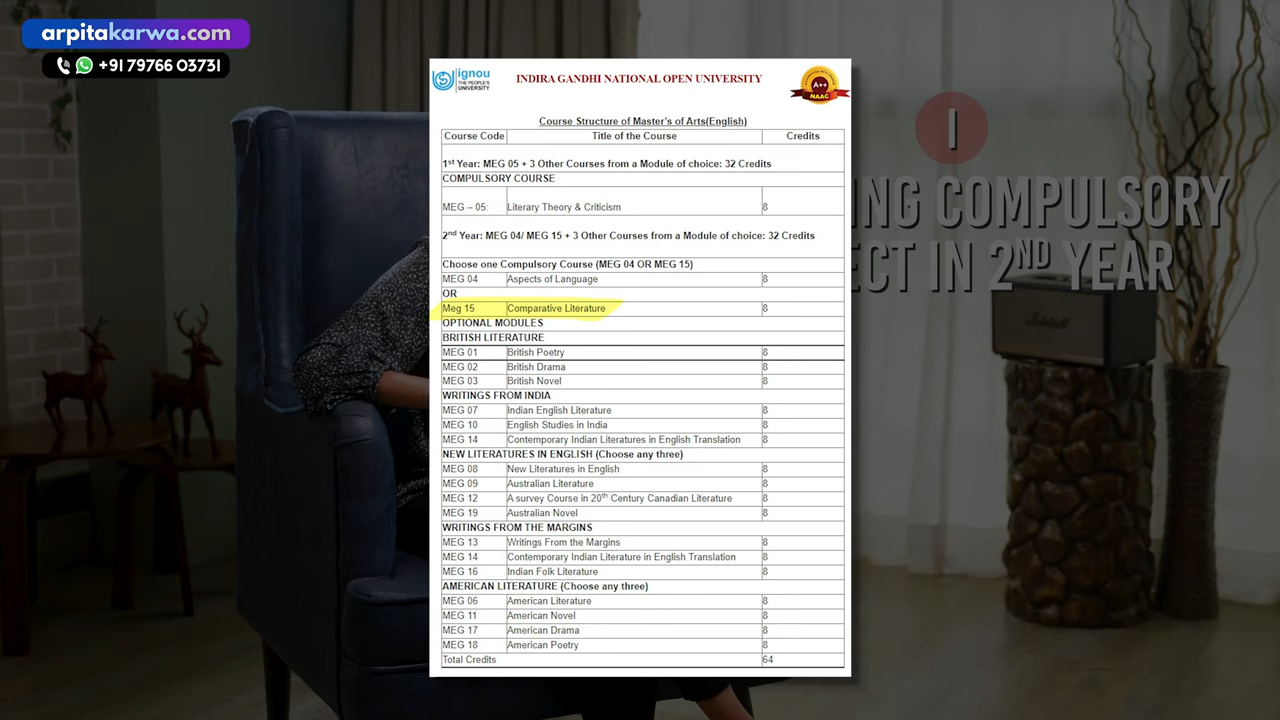 arpitakarwa.com
+91 79766 03731
ignou
THE PEOPLE'S
UNIVERSITY
INDIRA GANDHI NATIONAL OPEN UNIVERSITY
A++
NAAC
Course Structure of Master's of Arts(English)
Course Code Title of the Course Credits
1st Year: MEG 05 + 3 Other Courses from a Module of choice: 32 Credits
COMPULSORY COURSE
MEG – 05: Literary Theory & Criticism 8
2nd Year: MEG 04/ MEG 15 + 3 Other Courses from a Module of choice: 32 Credits
Choose one Compulsory Course (MEG 04 OR MEG 15)
MEG 04 Aspects of Language 8
OR
Meg 15 Comparative Literature 8
OPTIONAL MODULES
BRITISH LITERATURE
MEG 01 British Poetry 8
MEG 02 British Drama 8
MEG 03 British Novel 8
WRITINGS FROM INDIA
MEG 07 Indian English Literature 8
MEG 10 English Studies in India 8
MEG 14 Contemporary Indian Literatures in English Translation 8
NEW LITERATURES IN ENGLISH (Choose any three)
MEG 08 New Literatures in English 8
MEG 09 Australian Literature 8
MEG 12 A survey Course in 20th Century Canadian Literature 8
MEG 19 Australian Novel 8
WRITINGS FROM THE MARGINS
MEG 13 Writings From the Margins 8
MEG 14 Contemporary Indian Literature in English Translation 8
MEG 16 Indian Folk Literature 8
AMERICAN LITERATURE (Choose any three)
MEG 06 American Literature 8
MEG 11 American Novel 8
MEG 17 American Drama 8
MEG 18 American Poetry 8
Total Credits 64
1
ING COMPULSORY
ECT IN 2ND YEAR
Marshall